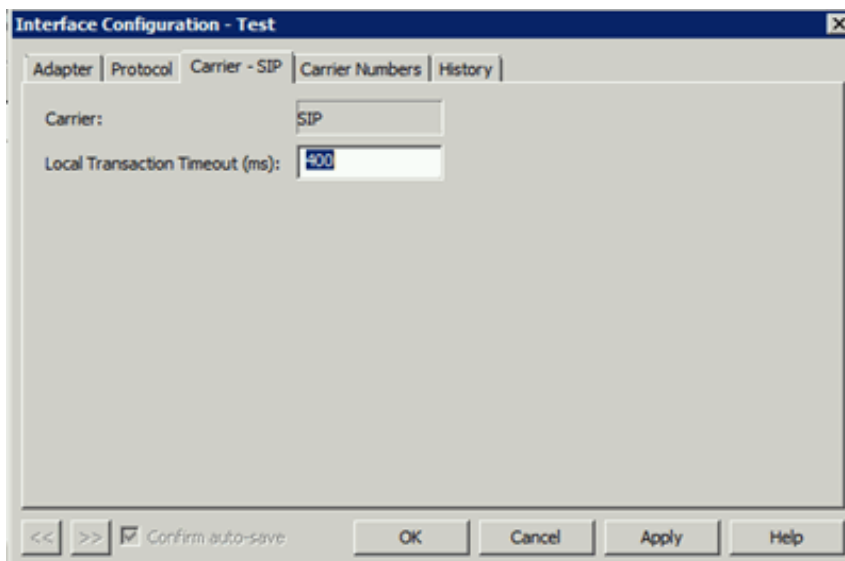 Interface Configuration - Test
Adapter Protocol Carrier - SIP Carrier Numbers History
Carrier: SIP
Local Transaction Timeout (ms): 400
<< >> Confirm auto-save OK Cancel Apply Help